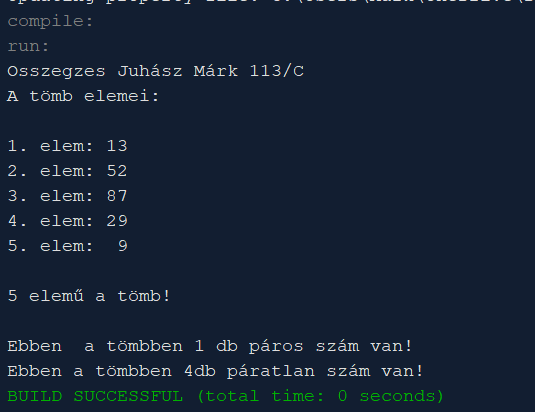 compile:
run:
Osszegzes Juhász Márk 113/C
A tömb elemei:
1. elem: 13
2. elem: 52
3. elem: 87
4. elem: 29
5. elem:  9
5 elemű a tömb!
Ebben  a tömbben 1 db páros szám van!
Ebben a tömbben 4db páratlan szám van!
BUILD SUCCESSFUL (total time: 0 seconds)